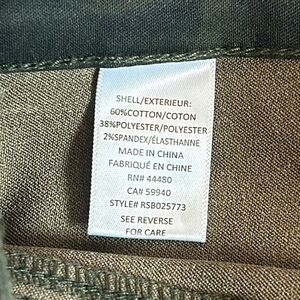 SHELL/EXTERIEUR:
60%COTTON/COTON
38%POLYESTER/POLYESTER
2%SPANDEX/ÉLASTHANNE
MADE IN CHINA
FABRIQUÉ EN CHINE
RN# 44480
CA# 59940
STYLE# RSB025773
SEE REVERSE
FOR CARE